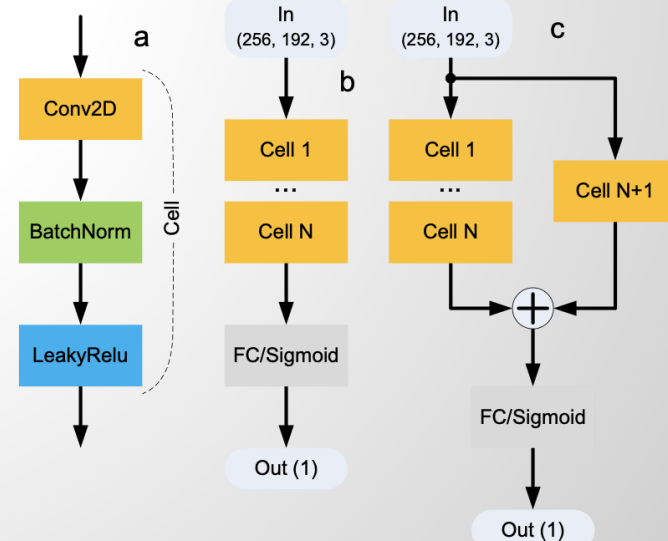 a
Conv2D
BatchNorm
LeakyRelu
Cell
In
(256, 192, 3)
b
Cell 1
...
Cell N
FC/Sigmoid
Out (1)
In
(256, 192, 3)
c
Cell 1
...
Cell N
Cell N+1
+
FC/Sigmoid
Out (1)